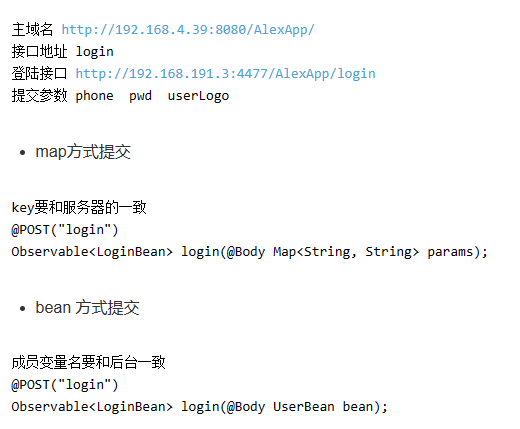 主域名 http://192.168.4.39:8080/AlexApp/
接口地址 login
登陆接口 http://192.168.191.3:4477/AlexApp/login
提交参数 phone  pwd  userLogo
• map方式提交
key要和服务器的一致
@POST("login")
Observable<LoginBean> login(@Body Map<String, String> params);
• bean 方式提交
成员变量名要和后台一致
@POST("login")
Observable<LoginBean> login(@Body UserBean bean);